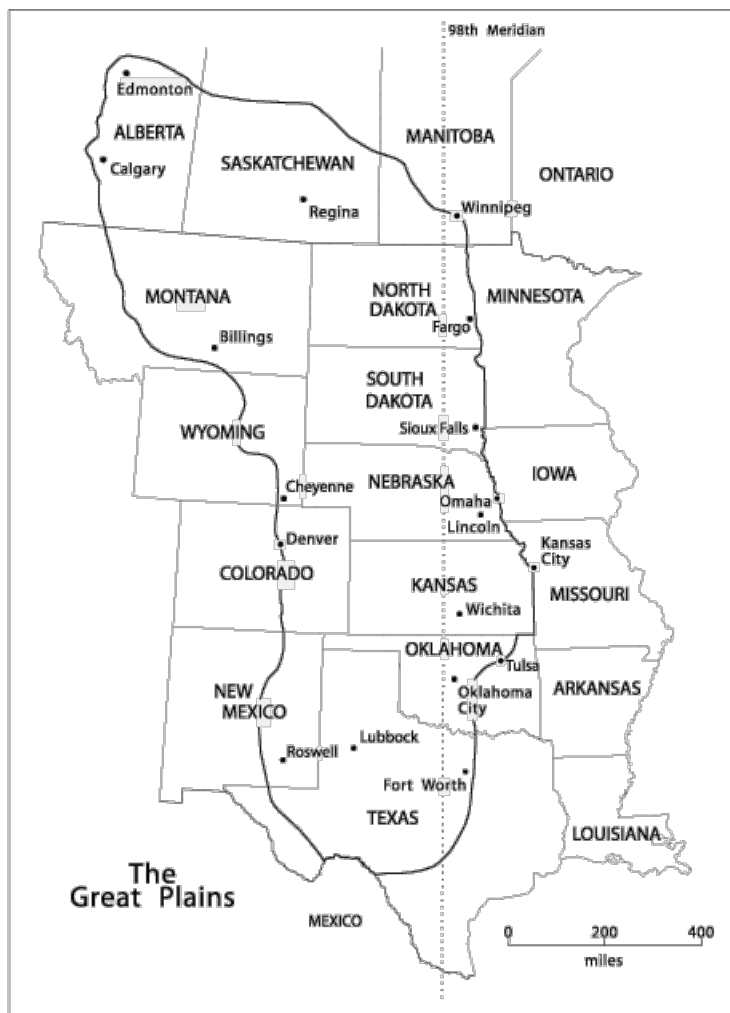 98th Meridian
Edmonton
ALBERTA
MANITOBA
Calgary
SASKATCHEWAN
ONTARIO
Regina
Winnipeg
MONTANA
NORTH
DAKOTA
MINNESOTA
Fargo
Billings
SOUTH
DAKOTA
WYOMING
Sioux Falls
NEBRASKA
IOWA
Cheyenne
Omaha
Lincoln
Denver
Kansas
City
COLORADO
KANSAS
MISSOURI
Wichita
OKLAHOMA
Tulsa
NEW
MEXICO
Oklahoma
City
ARKANSAS
Lubbock
Roswell
Fort Worth
TEXAS
LOUISIANA
The
Great Plains
MEXICO
0 200 400
miles